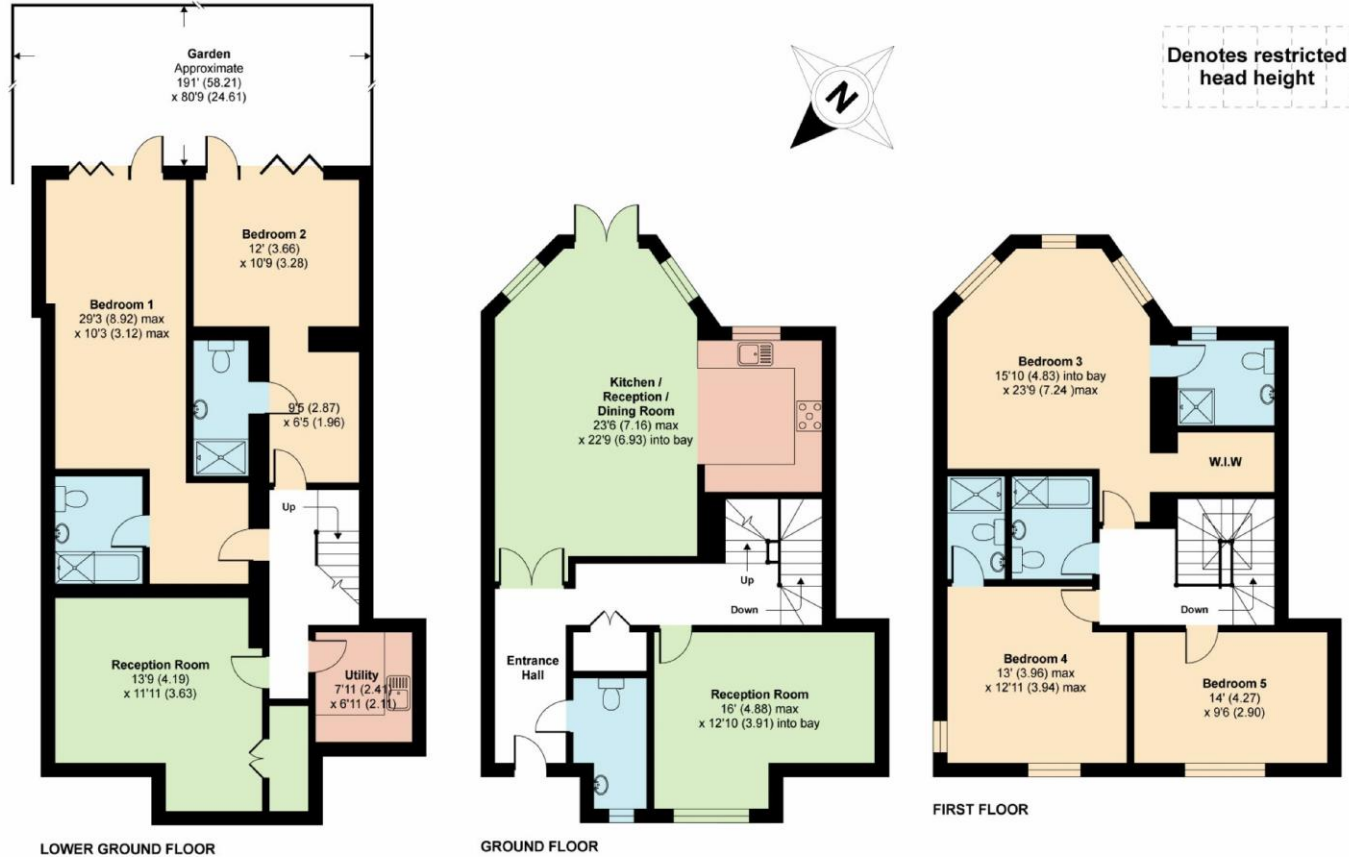 Garden
Approximate
191' (58.21)
x 80'9 (24.61)
N
Denotes restricted
head height
Bedroom 1
29'3 (8.92) max
x 10'3 (3.12) max
Bedroom 2
12' (3.66)
x 10'9 (3.28)
9'5 (2.87)
x 6'5 (1.96)
Up
Reception Room
13'9 (4.19)
x 11'11 (3.63)
Utility
7'11 (2.41)
x 6'11 (2.11)
LOWER GROUND FLOOR
Kitchen /
Reception /
Dining Room
23'6 (7.16) max
x 22'9 (6.93) into bay
Up
Down
Entrance
Hall
Reception Room
16' (4.88) max
x 12'10 (3.91) into bay
GROUND FLOOR
Bedroom 3
15'10 (4.83) into bay
x 23'9 (7.24 )max
W.I.W
Down
Bedroom 4
13' (3.96) max
x 12'11 (3.94) max
Bedroom 5
14' (4.27)
x 9'6 (2.90)
FIRST FLOOR